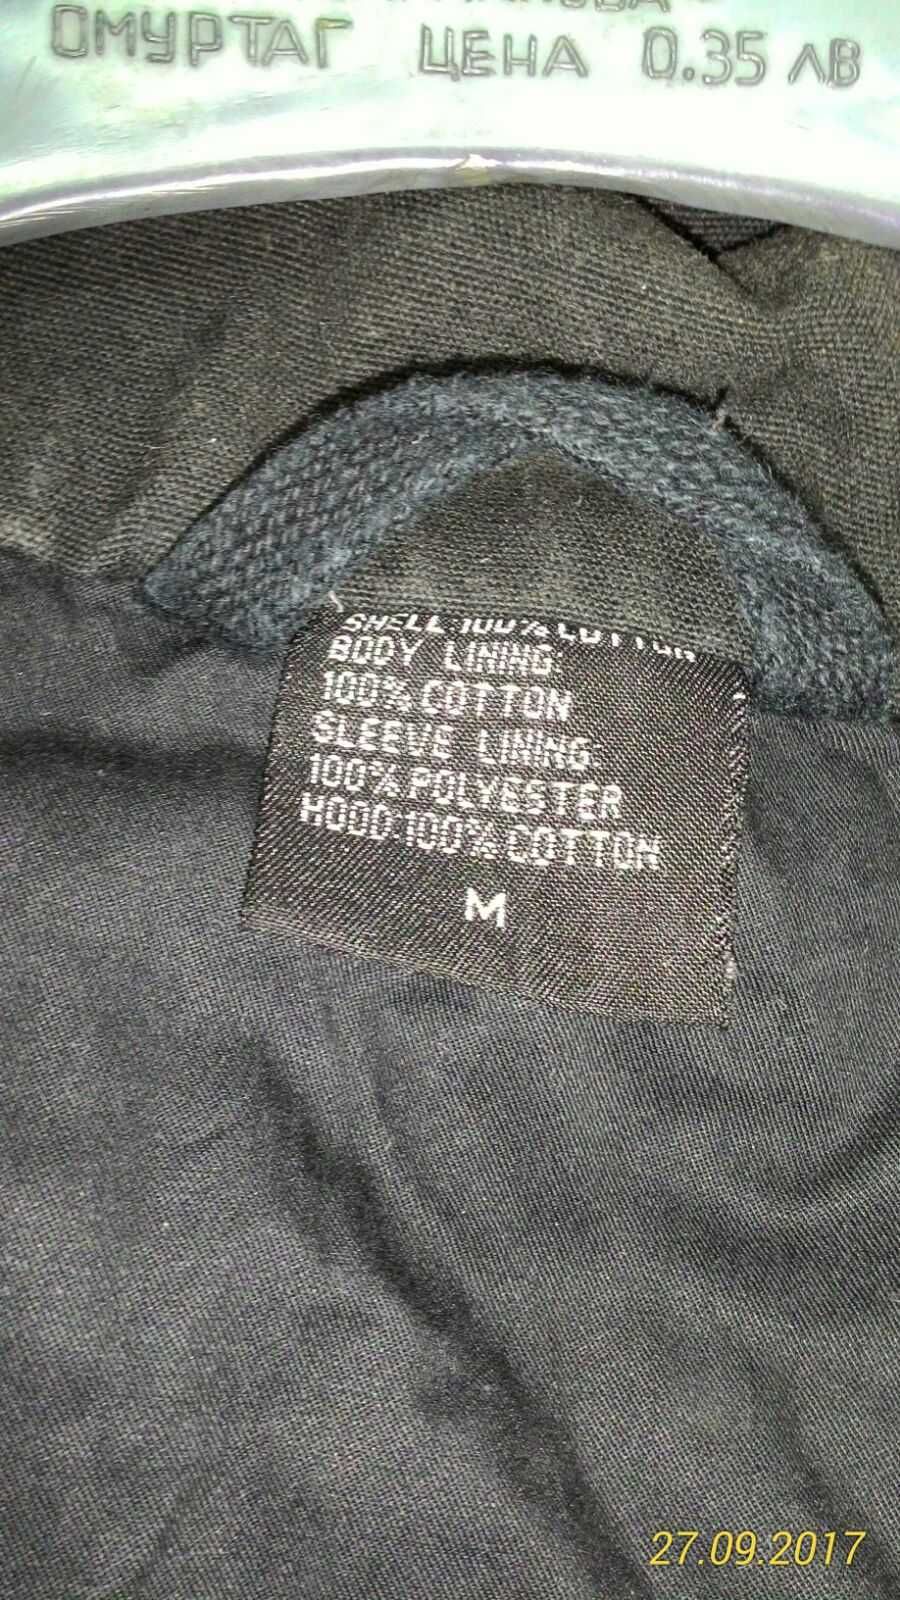 ОМУРТАГ ЦЕНА 0.35 ЛВ
SHELL 100% COTTON
BODY LINING:
100% COTTON
SLEEVE LINING:
100% POLYESTER
HOOD 100% COTTON
M
27.09.2017